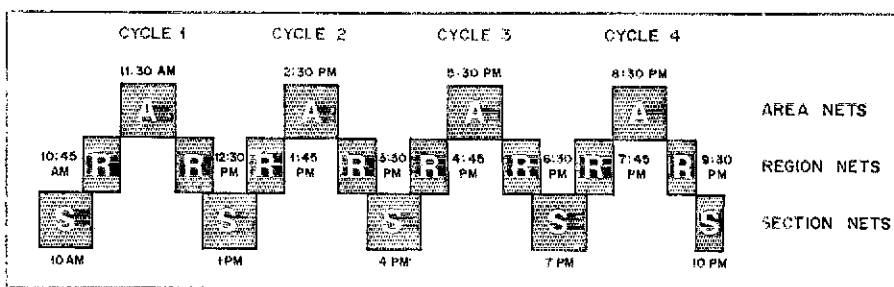 CYCLE 1 CYCLE 2 CYCLE 3 CYCLE 4
11:30 AM 2:30 PM 5:30 PM 8:30 PM
A A A A AREA NETS
10:45 AM R R 12:30 PM R 1:45 PM R 3:30 PM R 4:45 PM R 6:30 PM R 7:45 PM R 9:30 PM REGION NETS
S S S S S SECTION NETS
10 AM 1 PM 4 PM 7 PM 10 PM